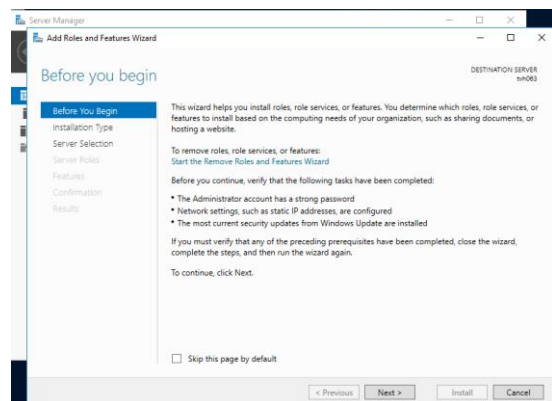 Server Manager
Add Roles and Features Wizard
Before you begin
DESTINATION SERVER
Before You Begin
Installation Type
Server Selection
Server Roles
Features
Confirmation
Results
This wizard helps you install roles, role services, or features. You determine which roles, role services, or
features to install based on the computing needs of your organization, such as sharing documents, or
hosting a website.
To remove roles, role services, or features:
Start the Remove Roles and Features Wizard
Before you continue, verify that the following tasks have been completed:
• The Administrator account has a strong password
• Network settings, such as static IP addresses, are configured
• The most current security updates from Windows Update are installed
If you must verify that any of the preceding prerequisites have been completed, close the wizard,
complete the steps, and then run the wizard again.
To continue, click Next.
Skip this page by default
< Previous
Next >
Install
Cancel